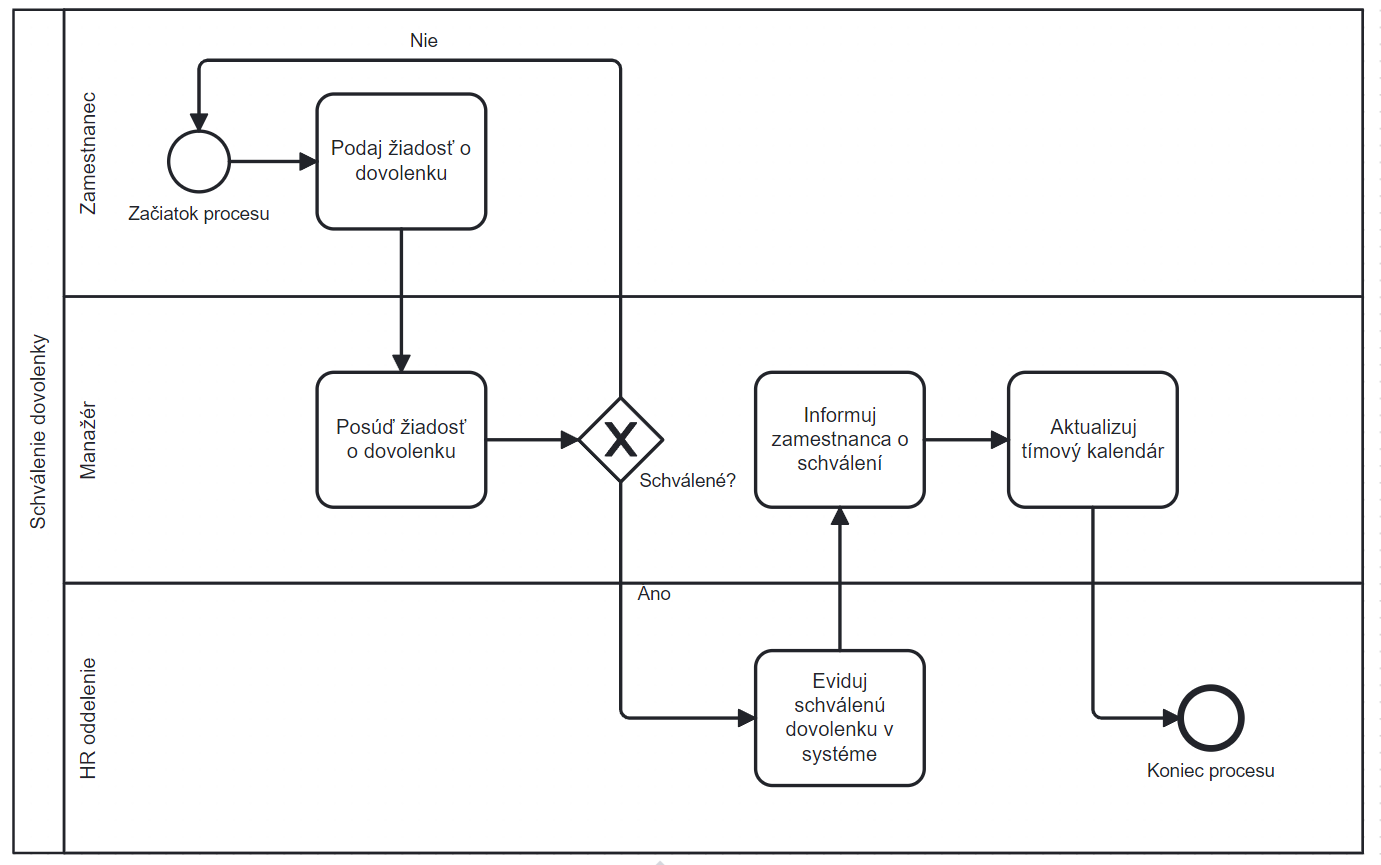 Schválenie dovolenky
Zamestnanec
Nie
Začiatok procesu
Podaj žiadosť o
dovolenku
Manažér
Posúď žiadosť
o dovolenku
Schválené?
Informuj
zamestnanca o
schválení
Aktualizuj
tímový kalendár
HR oddelenie
Ano
Eviduj
schválenú
dovolenku v
systéme
Koniec procesu